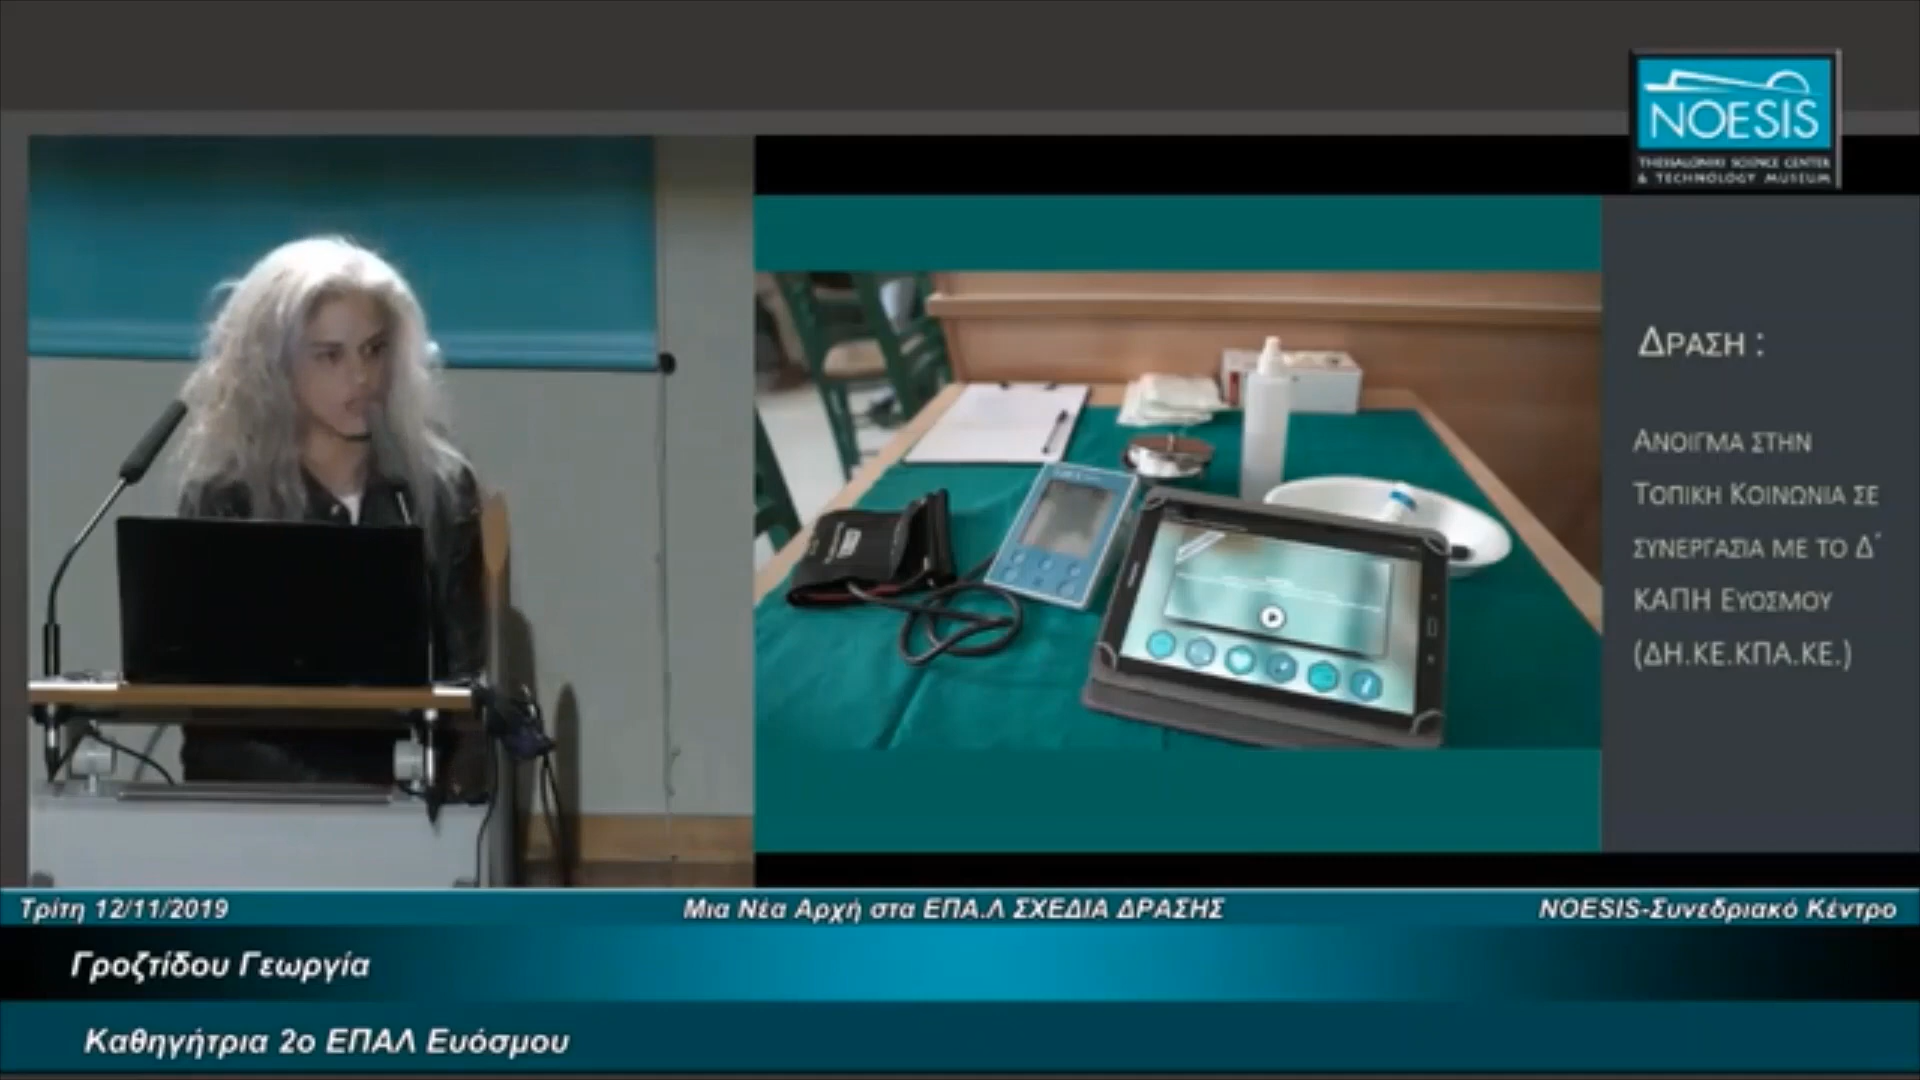 NOESIS
THESSALONIKI SCIENCE CENTER
& TECHNOLOGY MUSEUM
ΔΡΑΣΗ :
ΑΝΟΙΓΜΑ ΣΤΗΝ
ΤΟΠΙΚΗ ΚΟΙΝΩΝΙΑ ΣΕ
ΣΥΝΕΡΓΑΣΙΑ ΜΕ ΤΟ Δ΄
ΚΑΠΗ ΕΥΟΣΜΟΥ
(ΔΗ.ΚΕ.ΚΠΑ.ΚΕ.)
Τρίτη 12/11/2019
Μια Νέα Αρχή στα ΕΠΑ.Λ ΣΧΕΔΙΑ ΔΡΑΣΗΣ
NOESIS-Συνεδριακό Κέντρο
Γροζτίδου Γεωργία
Καθηγήτρια 2ο ΕΠΑΛ Ευόσμου